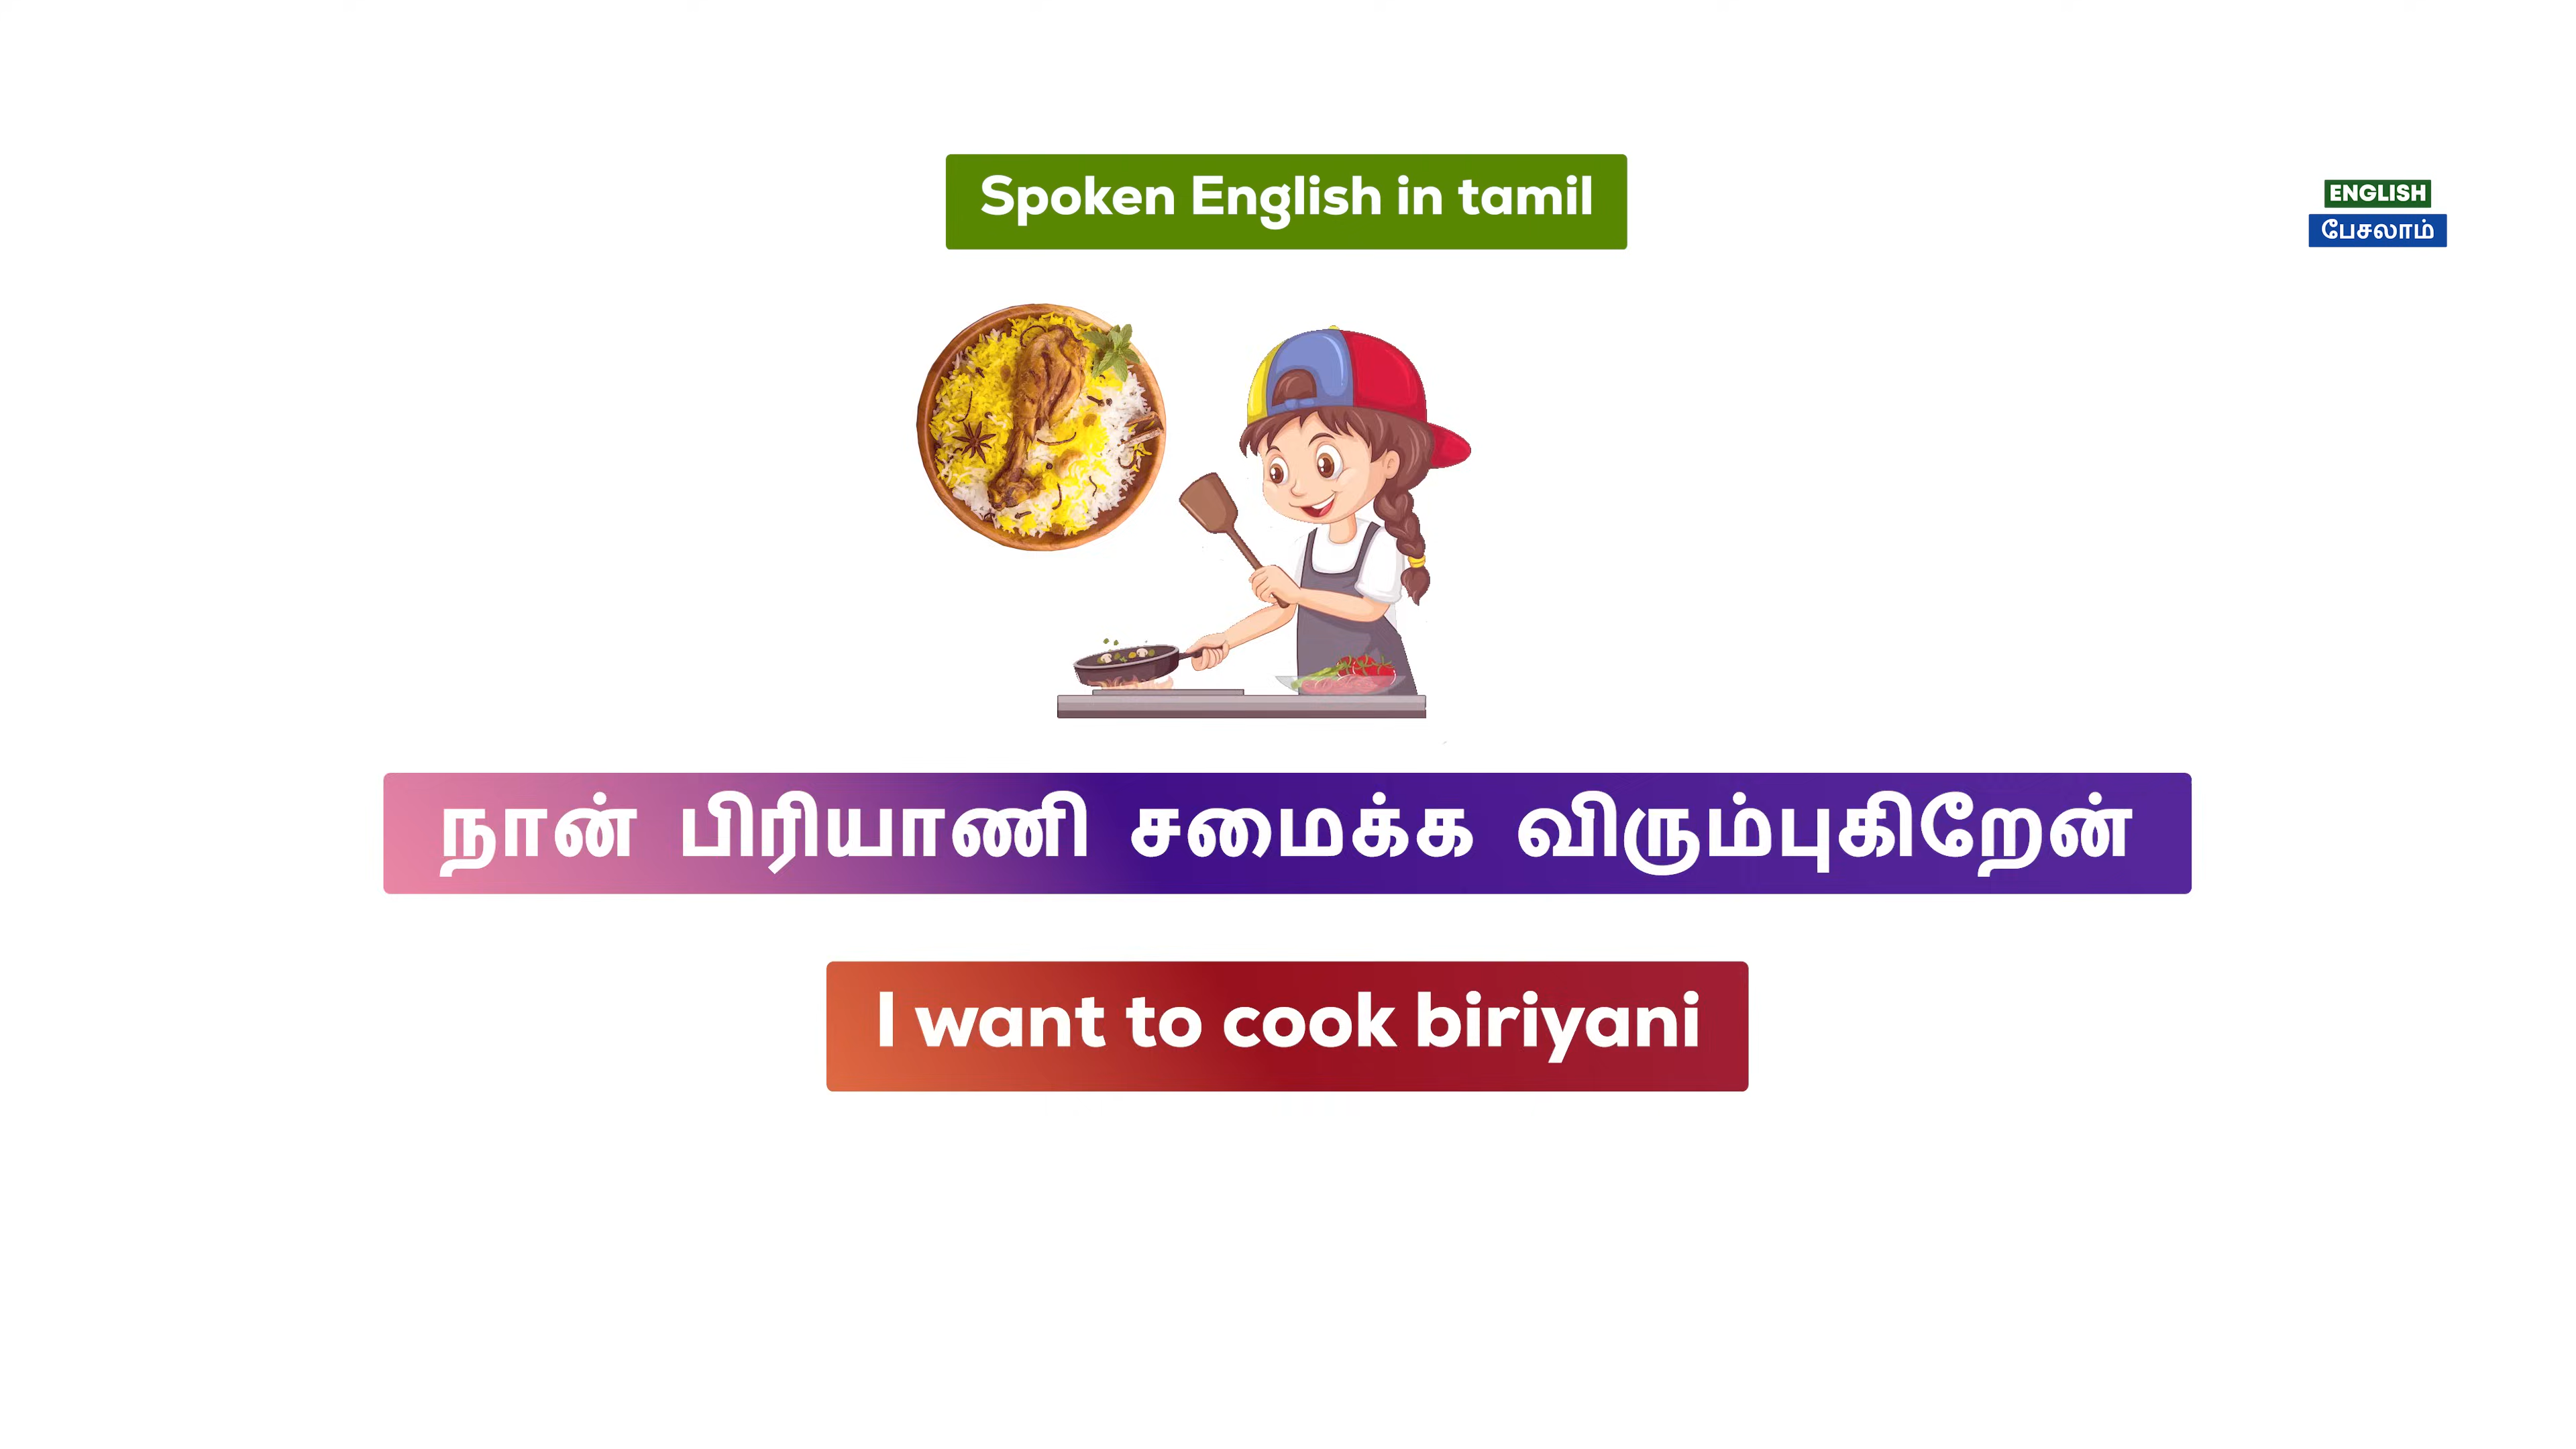 Spoken English in tamil
ENGLISH
பேசலாம்
நான் பிரியாணி சமைக்க விரும்புகிறேன்
I want to cook biriyani